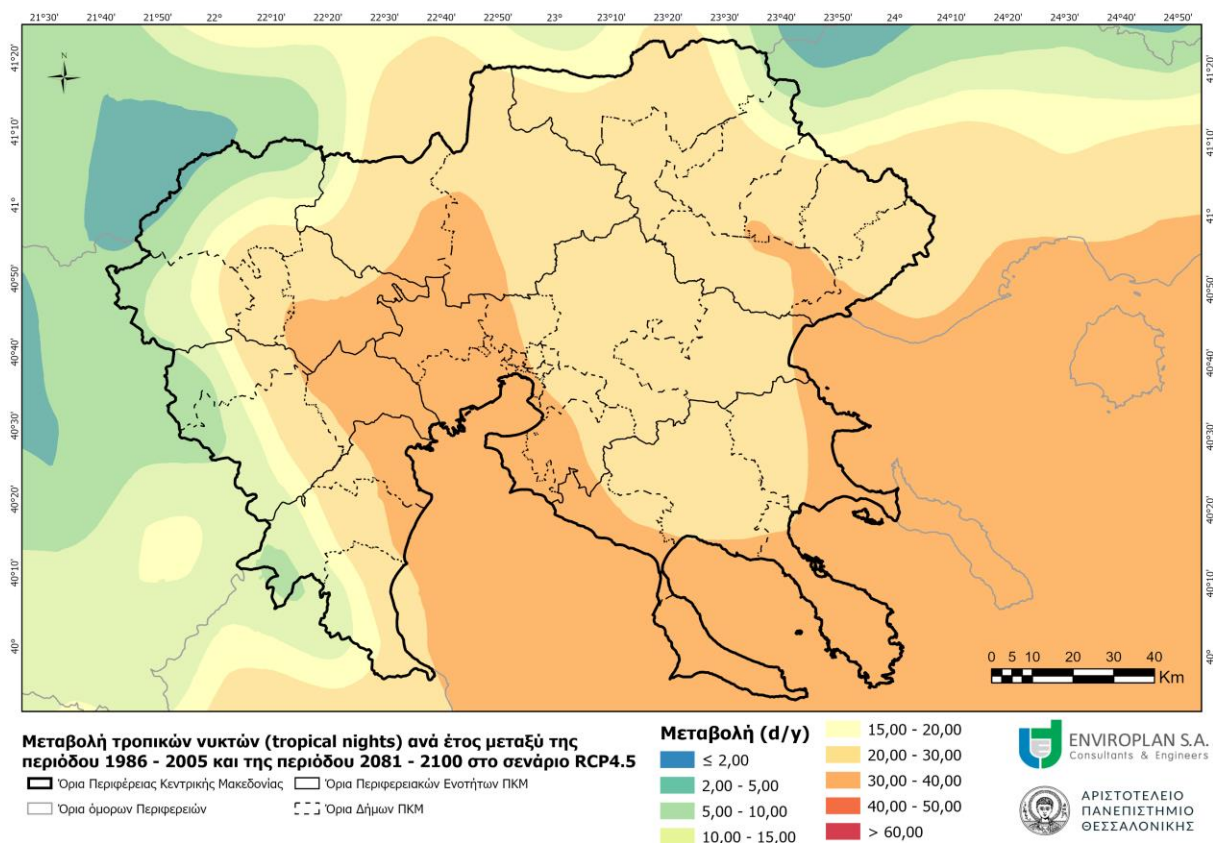 21°30' 21°40' 21°50' 22° 22°10' 22°20' 22°30' 22°40' 22°50' 23° 23°10' 23°20' 23°30' 23°40' 23°50' 24° 24°10' 24°20' 24°30' 24°40' 24°50'
41°20' 41°20'
N
41°10' 41°10'
41° 41°
40°50' 40°50'
40°40' 40°40'
40°30' 40°30'
40°20' 40°20'
40°10' 40°10'
40° 40°
0 5 10 20 30 40
Km
Μεταβολή τροπικών νυκτών (tropical nights) ανά έτος μεταξύ της
περιόδου 1986 - 2005 και της περιόδου 2081 - 2100 στο σενάριο RCP4.5
Όρια Περιφέρειας Κεντρικής Μακεδονίας
Όρια Περιφερειακών Ενοτήτων ΠΚΜ
Όρια όμορων Περιφερειών
Όρια Δήμων ΠΚΜ
Μεταβολή (d/y)
≤ 2,00
2,00 - 5,00
5,00 - 10,00
10,00 - 15,00
15,00 - 20,00
20,00 - 30,00
30,00 - 40,00
40,00 - 50,00
> 60,00
ENVIROPLAN S.A.
Consultants & Engineers
ΑΡΙΣΤΟΤΕΛΕΙΟ
ΠΑΝΕΠΙΣΤΗΜΙΟ
ΘΕΣΣΑΛΟΝΙΚΗΣ